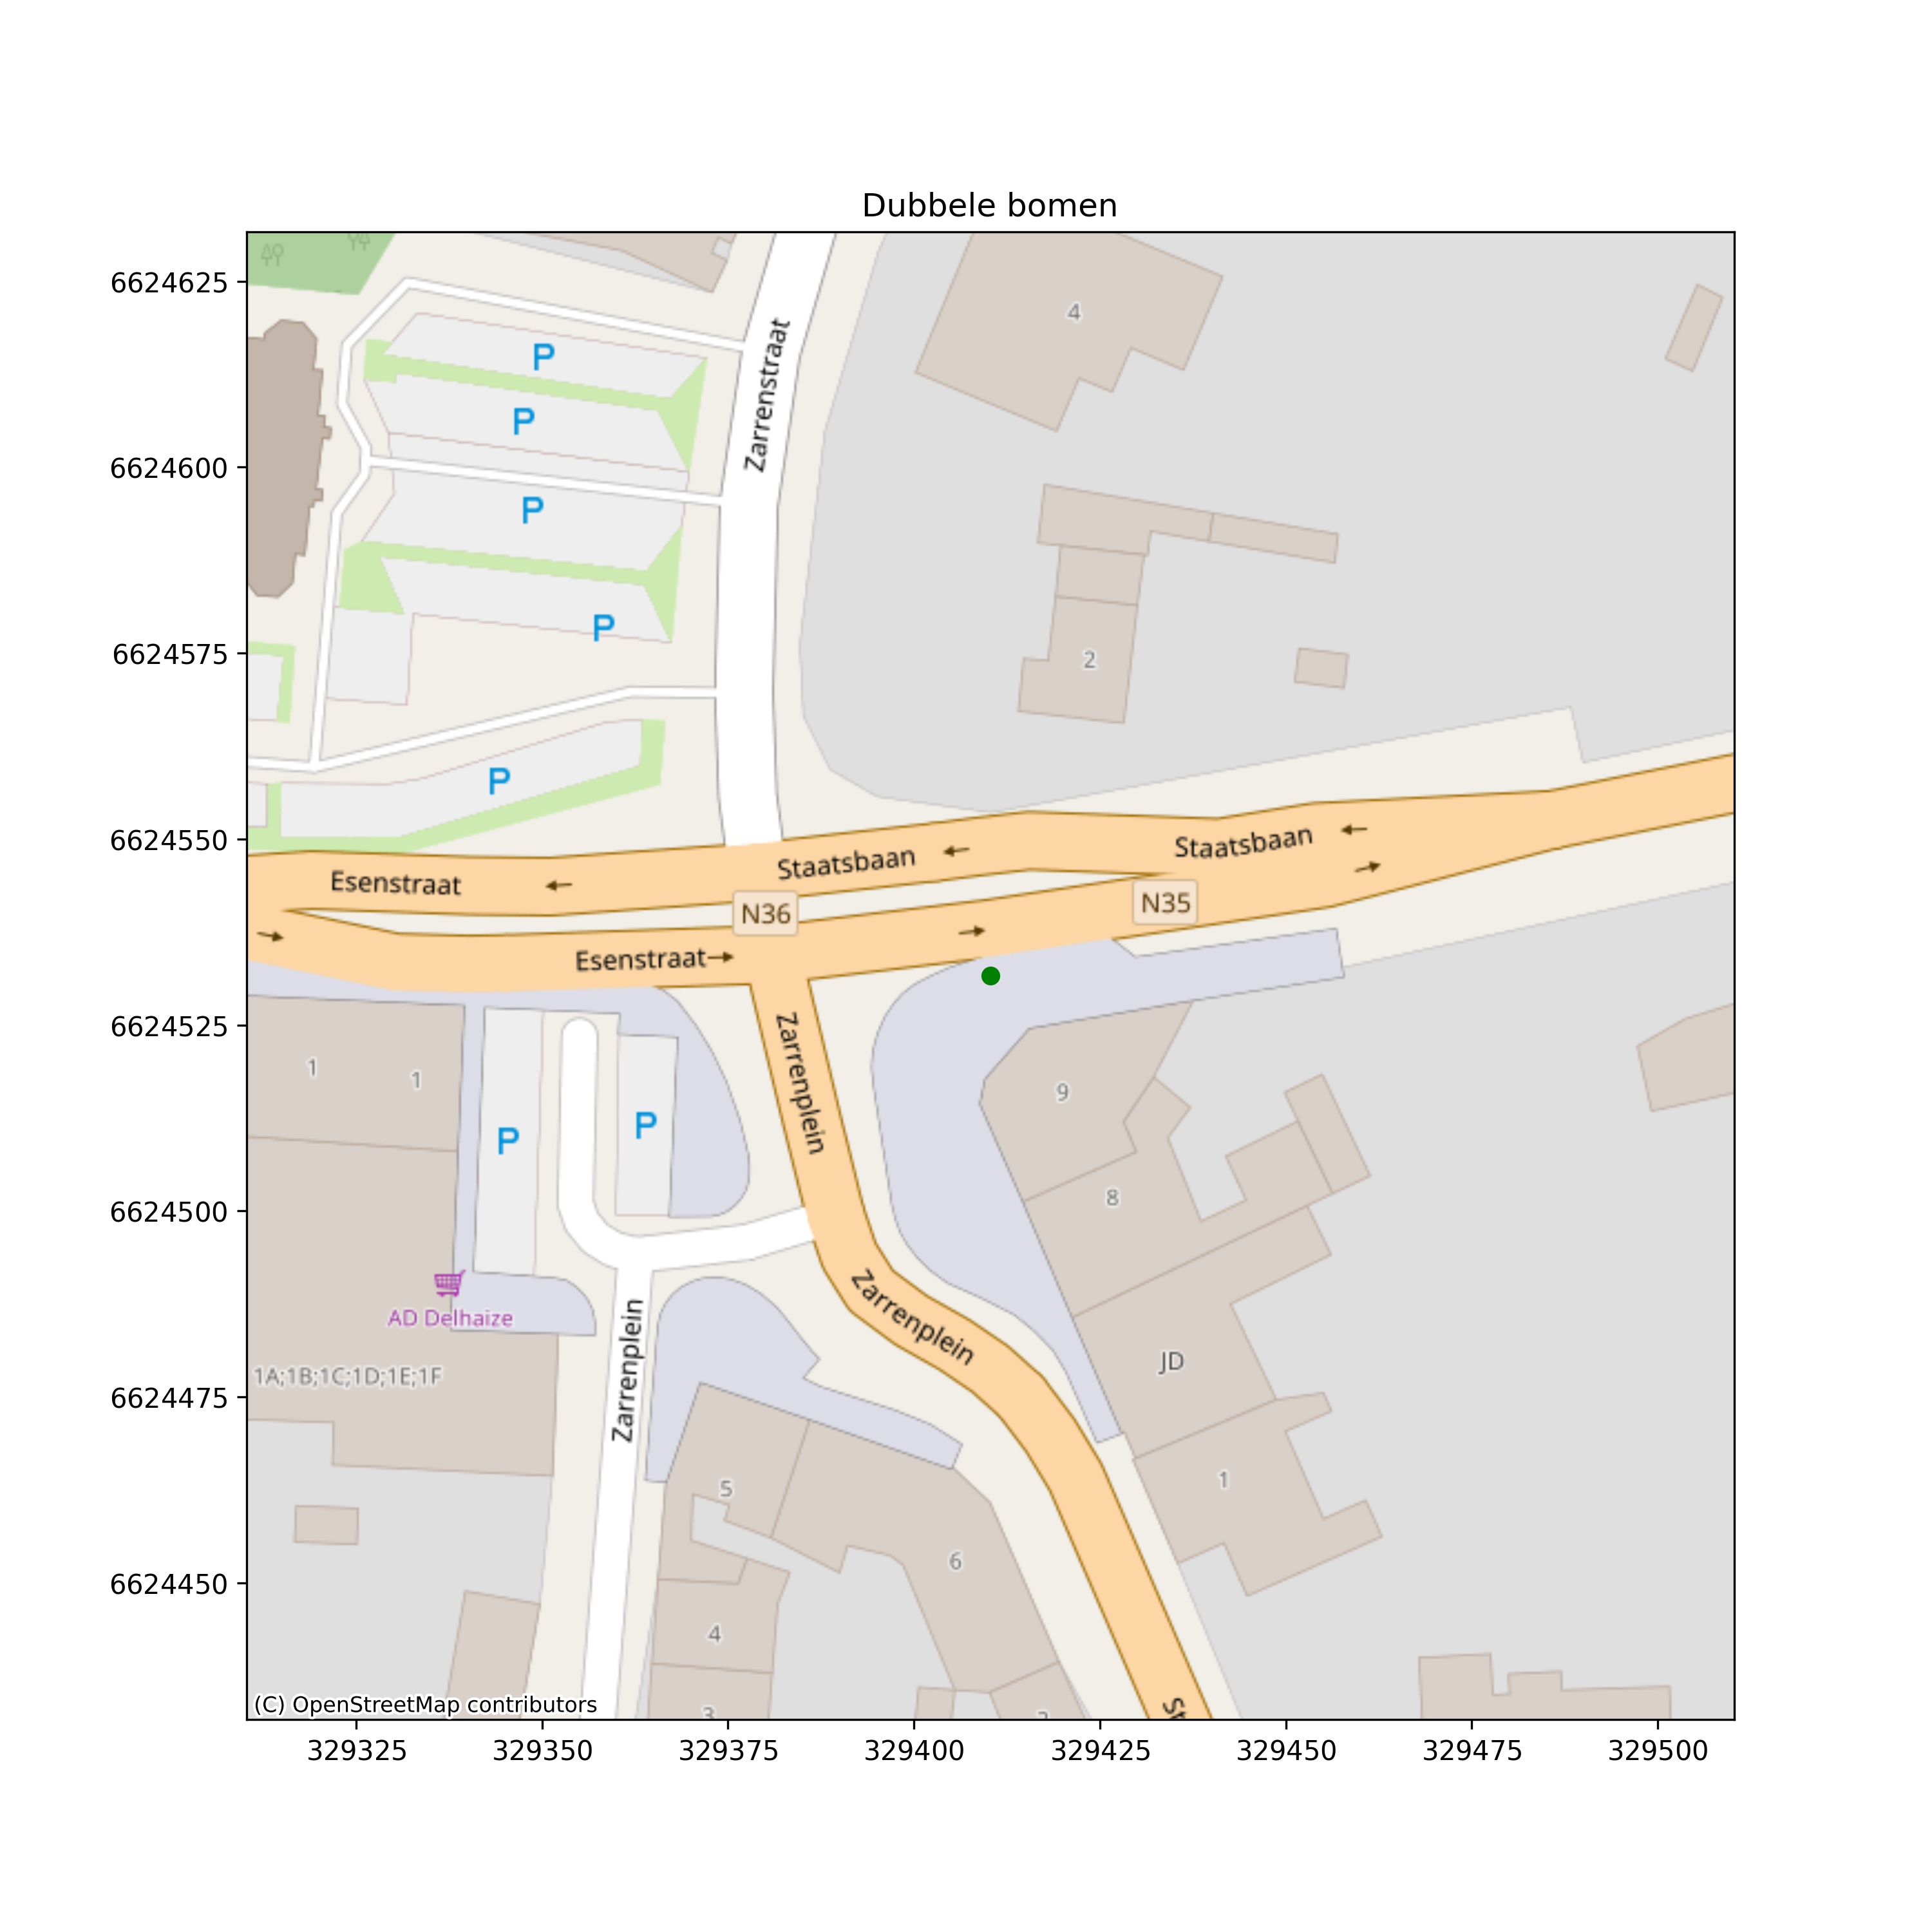 Dubbele bomen
6624625
6624600
6624575
6624550
6624525
6624500
6624475
6624450
329325
329350
329375
329400
329425
329450
329475
329500
4
P
P
Zarrenstraat
P
P
2
P
Staatsbaan
Staatsbaan
Esenstraat
N36
N35
Esenstraat
Zarrenplein
1
1
9
P
P
8
AD Delhaize
Zarrenplein
JD
1A;1B;1C;1D;1E;1F
Zarrenplein
5
1
6
4
3
St
(C) OpenStreetMap contributors